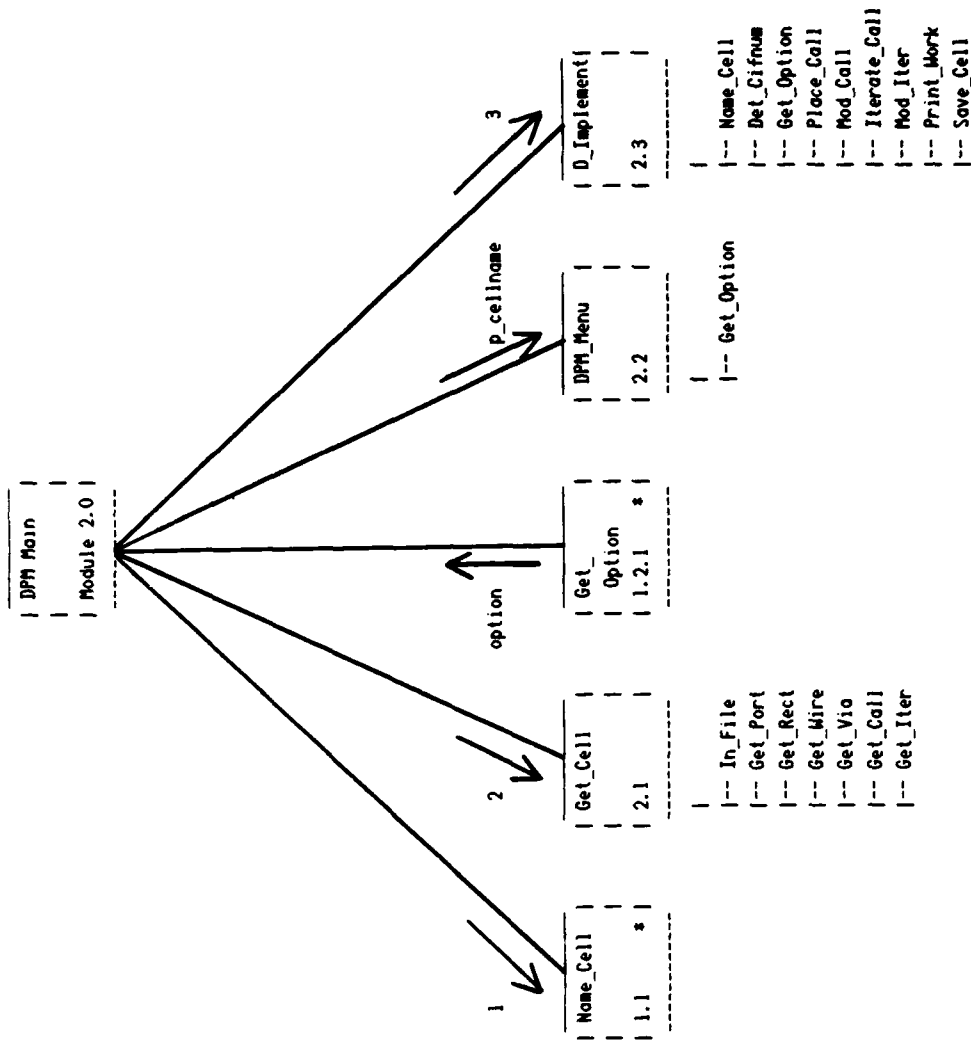 DPM Main
Module 2.0
1
2
option
p_cellname
3
Name_Cell
1.1 *
Get_Cell
2.1
Get_
Option
1.2.1 *
DPM_Menu
2.2
D_Implement
2.3
|-- In_File
|-- Get_Port
|-- Get_Rect
|-- Get_Wire
|-- Get_Via
|-- Get_Call
|-- Get_Iter
|-- Get_Option
|-- Name_Cell
|-- Det_Cifnum
|-- Get_Option
|-- Place_Call
|-- Mod_Call
|-- Iterate_Call
|-- Mod_Iter
|-- Print_Work
|-- Save_Cell